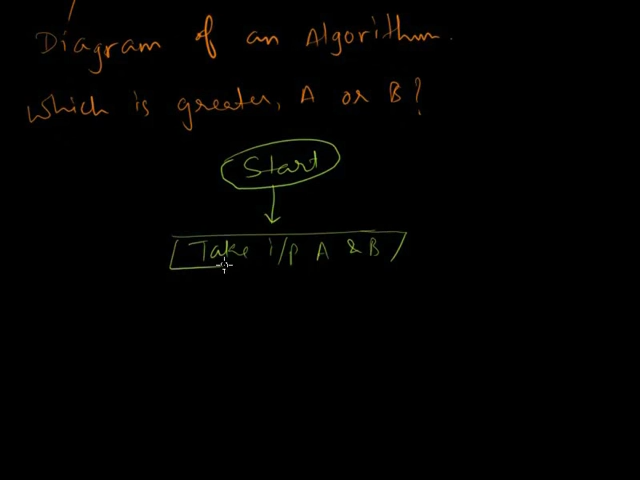 Diagram of an Algorithm.
Which is greater, A or B?
Start
Take i/p A & B